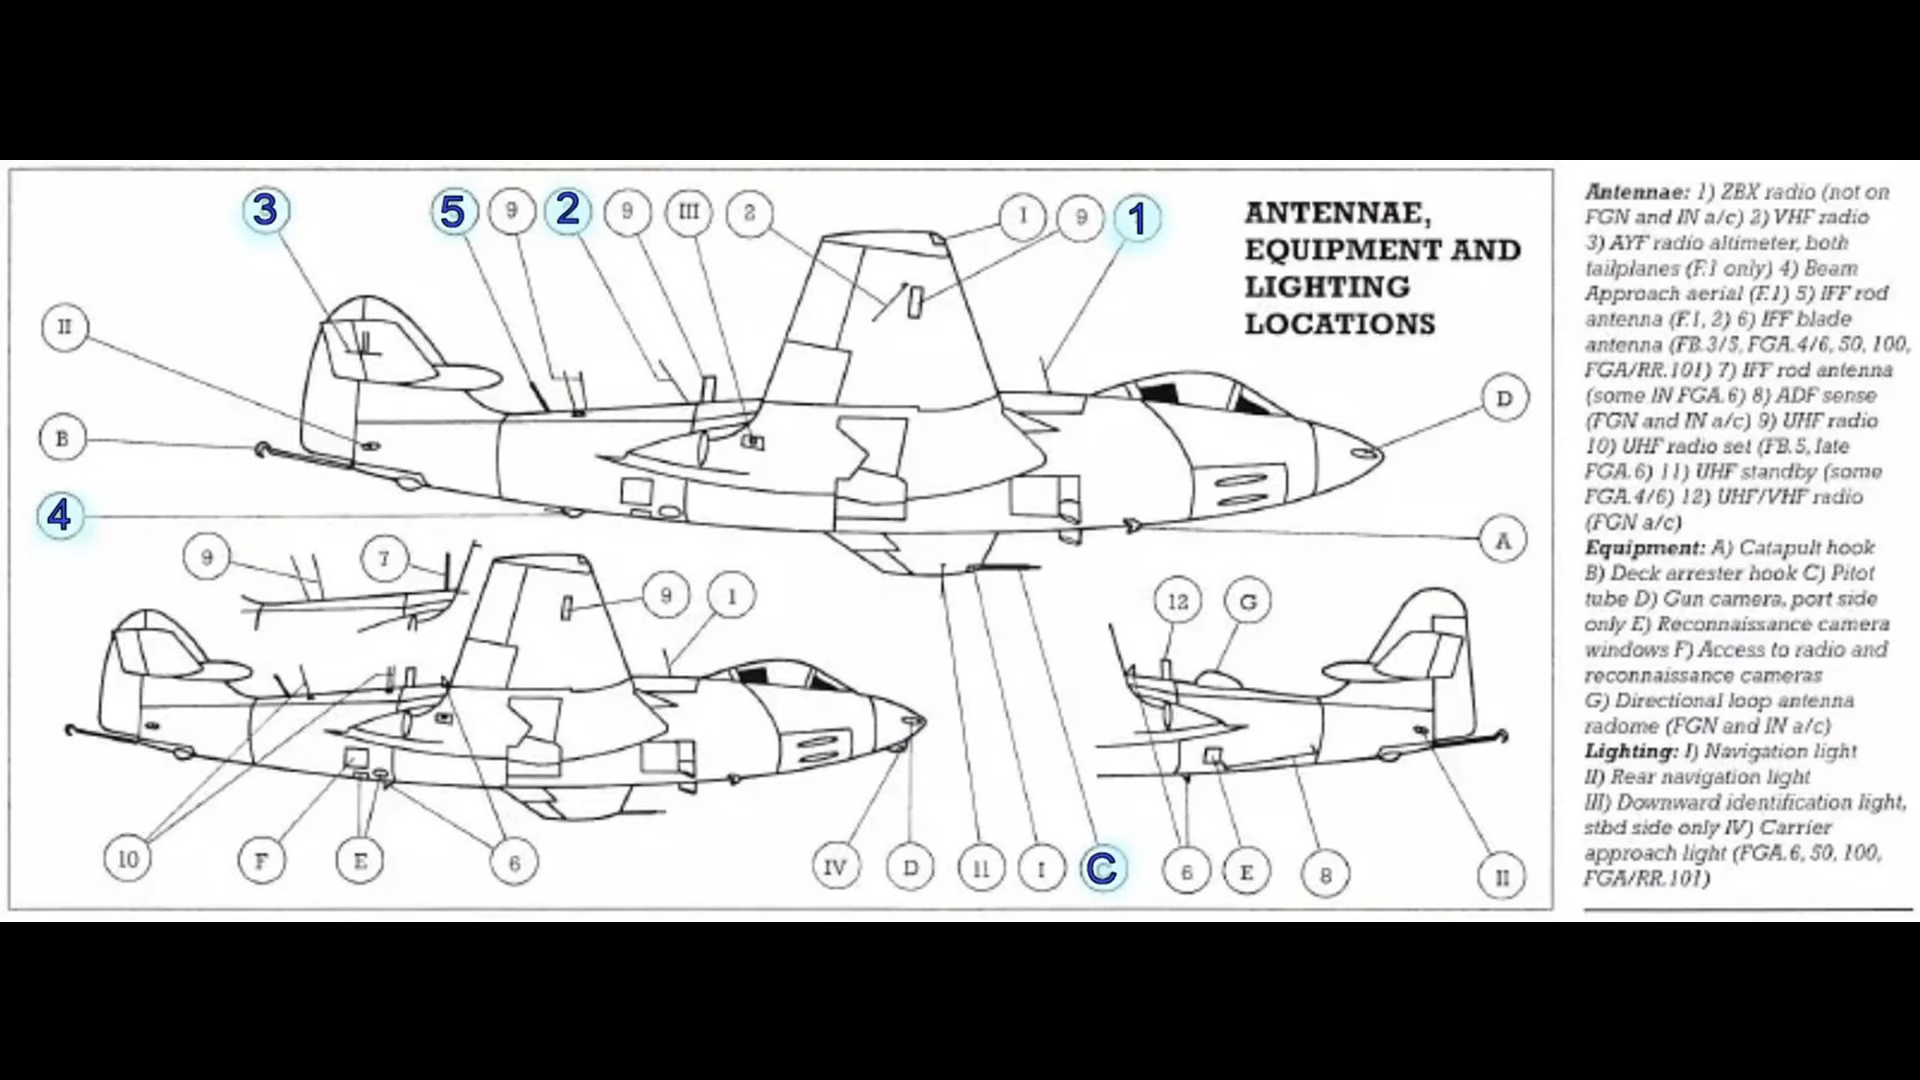 3
5
9
2
9
III
2
I
9
1
ANTENNAE,
EQUIPMENT AND
LIGHTING
LOCATIONS
II
B
D
4
A
9
7
9
1
12
G
10
F
E
6
IV
D
11
I
C
6
E
8
II
Antennae: 1) ZBX radio (not on
FGN and IN a/c) 2) VHF radio
3) AYF radio altimeter, both
tailplanes (F.1 only) 4) Beam
Approach aerial (F.1) 5) IFF rod
antenna (F.1, 2) 6) IFF blade
antenna (FB.3/5, FGA.4/6, 50, 100,
FGA/RR.101) 7) IFF rod antenna
(some IN FGA.6) 8) ADF sense
(FGN and IN a/c) 9) UHF radio
10) UHF radio set (FB.5, late
FGA.6) 11) UHF standby (some
FGA.4/6) 12) UHF/VHF radio
(FGN a/c)
Equipment: A) Catapult hook
B) Deck arrester hook C) Pitot
tube D) Gun camera, port side
only E) Reconnaissance camera
windows F) Access to radio and
reconnaissance cameras
G) Directional loop antenna
radome (FGN and IN a/c)
Lighting: I) Navigation light
II) Rear navigation light
III) Downward identification light,
stbd side only IV) Carrier
approach light (FGA.6, 50, 100,
FGA/RR.101)